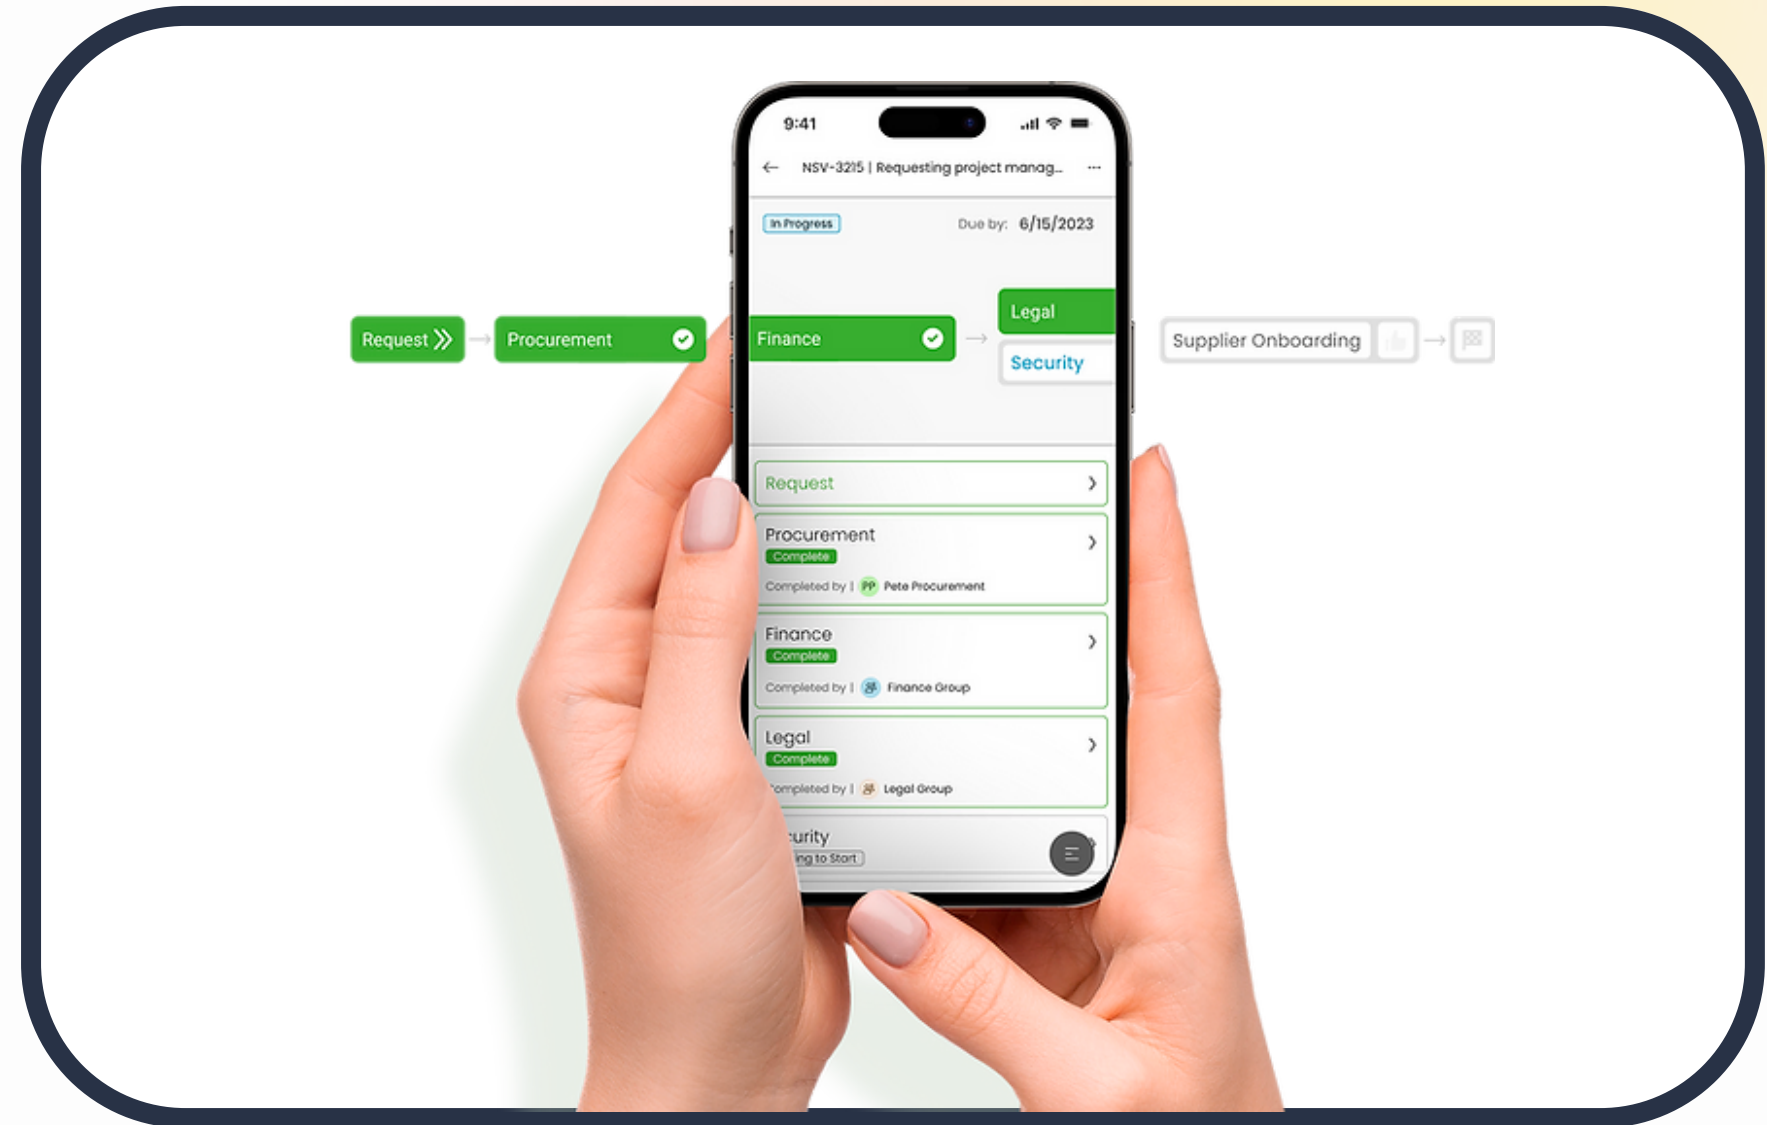 9:41
NSV-3215 | Requesting project manag...
In Progress
Due by: 6/15/2023
Request
Procurement
Finance
Legal
Security
Supplier Onboarding
Request
Procurement
Complete
Completed by | PP Pete Procurement
Finance
Complete
Completed by | Finance Group
Legal
Complete
ompleted by | Legal Group
curity
ing to Start